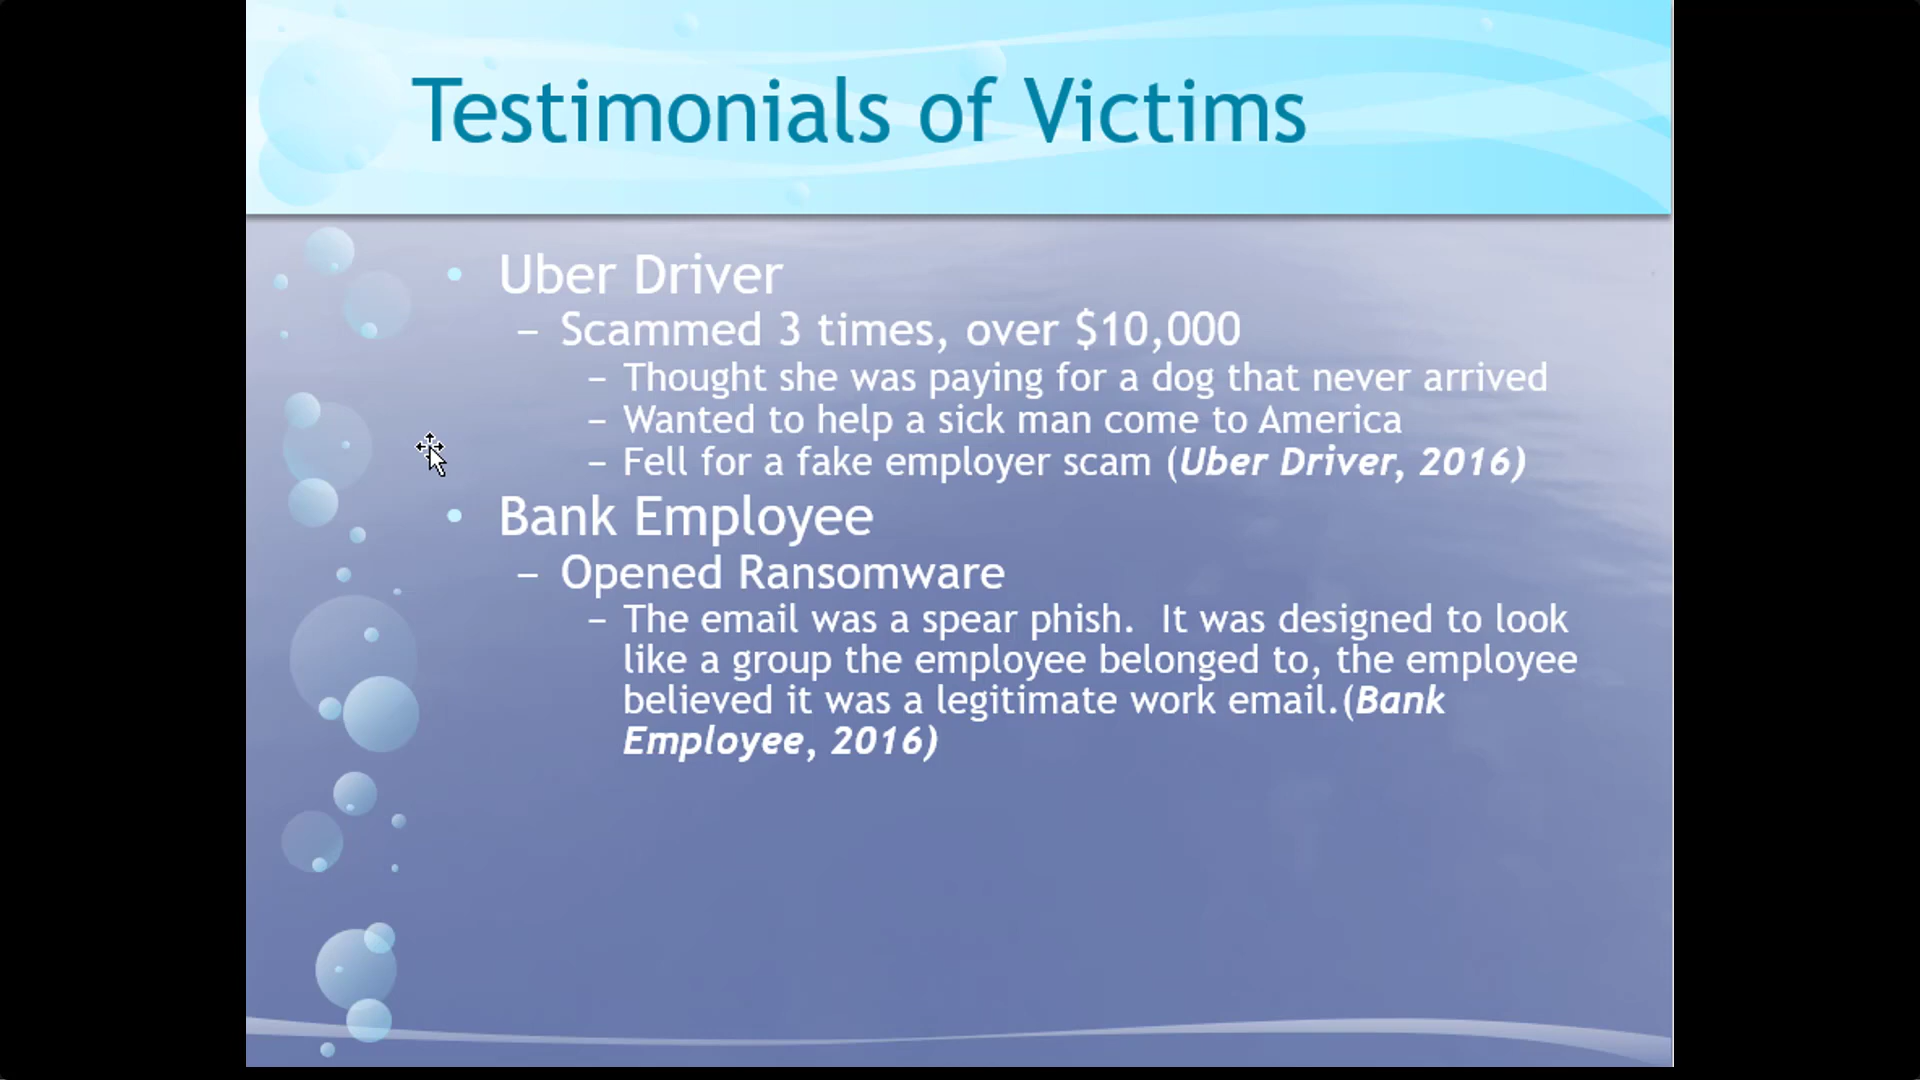 Testimonials of Victims
• Uber Driver
– Scammed 3 times, over $10,000
– Thought she was paying for a dog that never arrived
– Wanted to help a sick man come to America
– Fell for a fake employer scam (Uber Driver, 2016)
• Bank Employee
– Opened Ransomware
– The email was a spear phish.  It was designed to look
like a group the employee belonged to, the employee
believed it was a legitimate work email.(Bank
Employee, 2016)